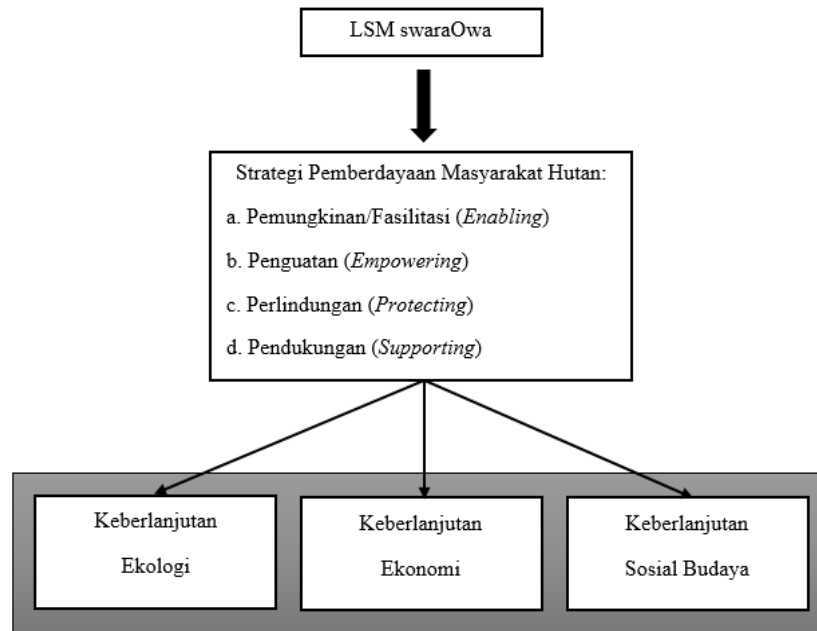 LSM swaraOwa
Strategi Pemberdayaan Masyarakat Hutan:
a. Pemungkinan/Fasilitasi (Enabling)
b. Penguatan (Empowering)
c. Perlindungan (Protecting)
d. Pendukungan (Supporting)
Keberlanjutan
Ekologi
Keberlanjutan
Ekonomi
Keberlanjutan
Sosial Budaya